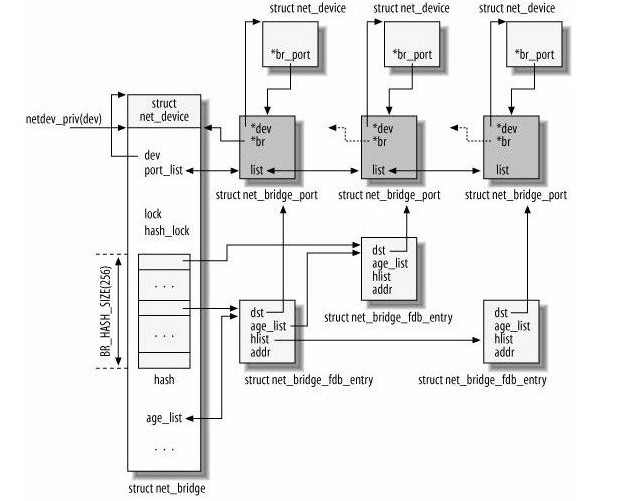 struct net_device
struct net_device
struct net_device
*br_port
*br_port
*br_port
struct
net_device
netdev_priv(dev)
*dev
*br
list
*dev
*br
list
*dev
*br
list
dev
port_list
struct net_bridge_port
struct net_bridge_port
struct net_bridge_port
lock
hash_lock
dst
age_list
hlist
addr
struct net_bridge_fdb_entry
BR_HASH_SIZE(256)
. . .
. . .
hash
dst
age_list
hlist
addr
struct net_bridge_fdb_entry
dst
age_list
hlist
addr
struct net_bridge_fdb_entry
age_list
. . .
struct net_bridge